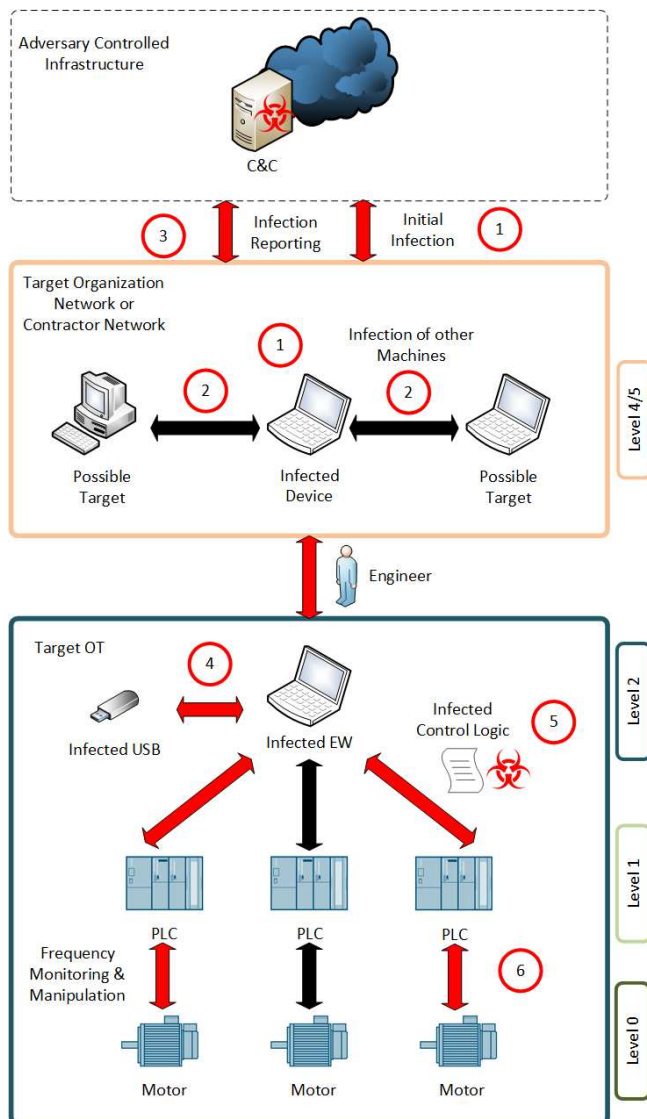 Adversary Controlled
Infrastructure
C&C
3
Infection
Reporting
Initial
Infection
1
Target Organization
Network or
Contractor Network
1
Infection of other
Machines
2
2
Possible
Target
Infected
Device
Possible
Target
Level 4/5
Engineer
Target OT
4
Infected USB
Infected EW
Infected
Control Logic
5
Level 2
PLC
PLC
PLC
Level 1
Frequency
Monitoring &
Manipulation
6
Motor
Motor
Motor
Level 0